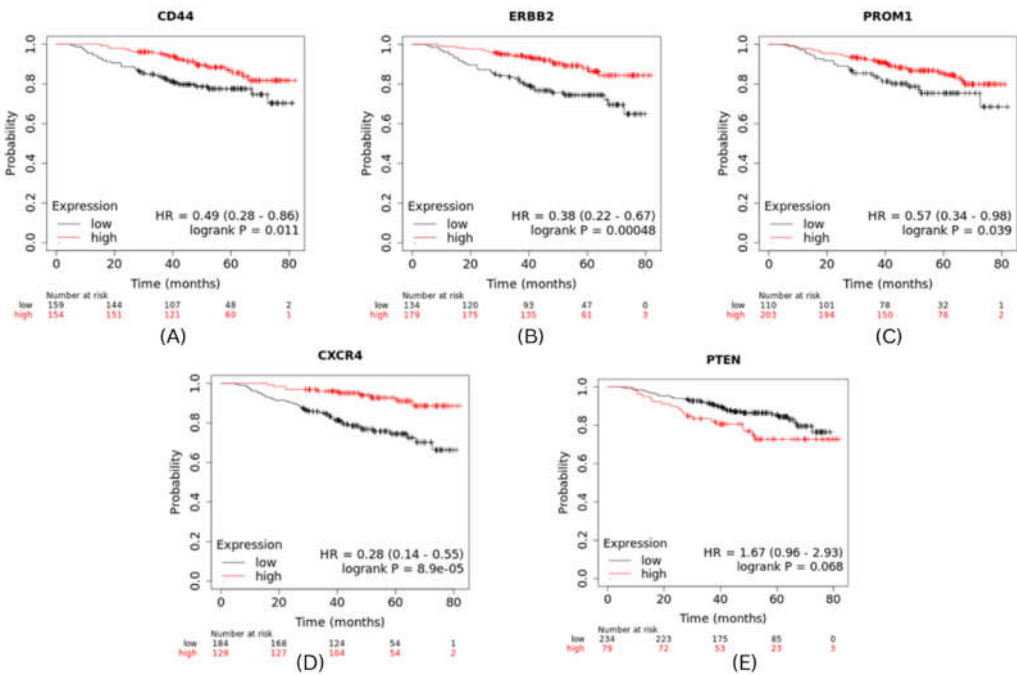 CD44
Probability
1.0
0.8
0.6
0.4
0.2
0.0
Expression
low
high
HR = 0.49 (0.28 - 0.86)
logrank P = 0.011
0 20 40 60 80
Time (months)
Number at risk
low 159 144 107 48 2
high 154 151 121 60 1
(A)
ERBB2
Probability
1.0
0.8
0.6
0.4
0.2
0.0
Expression
low
high
HR = 0.38 (0.22 - 0.67)
logrank P = 0.00048
0 20 40 60 80
Time (months)
Number at risk
low 134 120 93 47 0
high 179 175 135 61 3
(B)
PROM1
Probability
1.0
0.8
0.6
0.4
0.2
0.0
Expression
low
high
HR = 0.57 (0.34 - 0.98)
logrank P = 0.039
0 20 40 60 80
Time (months)
Number at risk
low 110 101 78 32 1
high 203 194 150 76 2
(C)
CXCR4
Probability
1.0
0.8
0.6
0.4
0.2
0.0
Expression
low
high
HR = 0.28 (0.14 - 0.55)
logrank P = 8.9e-05
0 20 40 60 80
Time (months)
Number at risk
low 184 168 124 54 1
high 129 127 104 54 2
(D)
PTEN
Probability
1.0
0.8
0.6
0.4
0.2
0.0
Expression
low
high
HR = 1.67 (0.96 - 2.93)
logrank P = 0.068
0 20 40 60 80
Time (months)
Number at risk
low 234 223 175 85 0
high 79 72 53 23 3
(E)